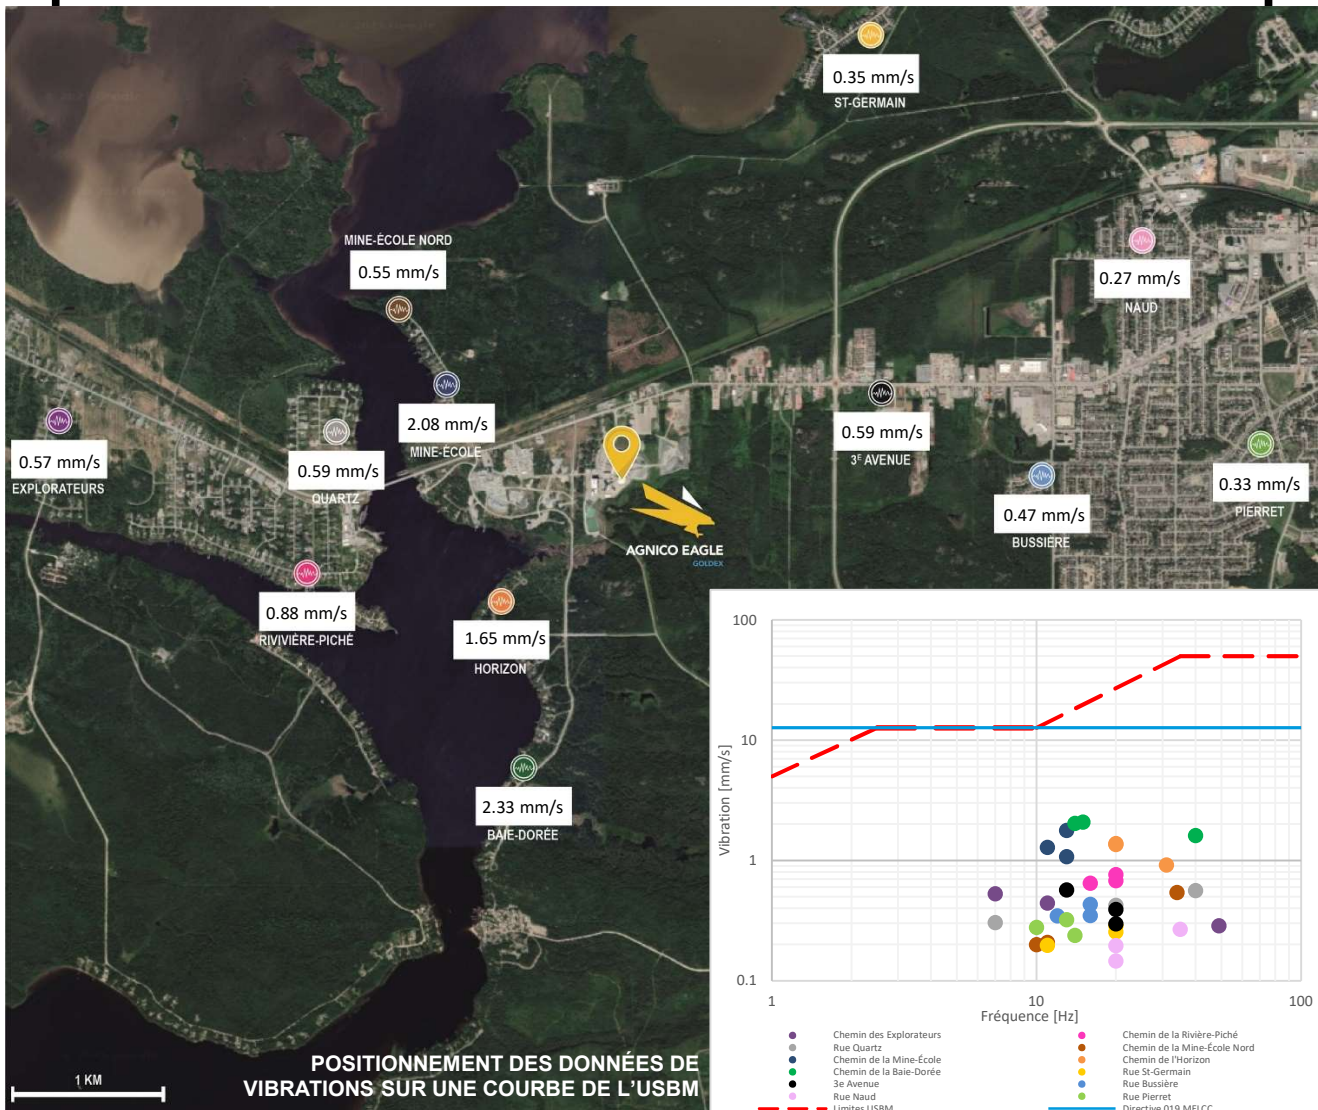 0.35 mm/s
ST-GERMAIN
MINE-ÉCOLE NORD
0.55 mm/s
0.27 mm/s
NAUD
2.08 mm/s
MINE-ÉCOLE
0.57 mm/s
EXPLORATEURS
0.59 mm/s
QUARTZ
0.59 mm/s
3E AVENUE
0.47 mm/s
BUSSIÈRE
0.33 mm/s
PIERRET
AGNICO EAGLE
GOLDEX
0.88 mm/s
RIVIVIÈRE-PICHÉ
1.65 mm/s
HORIZON
2.33 mm/s
BAIE-DORÉE
1 KM
POSITIONNEMENT DES DONNÉES DE
VIBRATIONS SUR UNE COURBE DE L'USBM
Vibration [mm/s]
100
10
1
0.1
1
10
100
Fréquence [Hz]
Chemin des Explorateurs
Chemin de la Rivière-Piché
Rue Quartz
Chemin de la Mine-École Nord
Chemin de la Mine-École
Chemin de l'Horizon
Chemin de la Baie-Dorée
Rue St-Germain
3e Avenue
Rue Bussière
Rue Naud
Rue Pierret
Limites USBM
Directive 019 MELCC